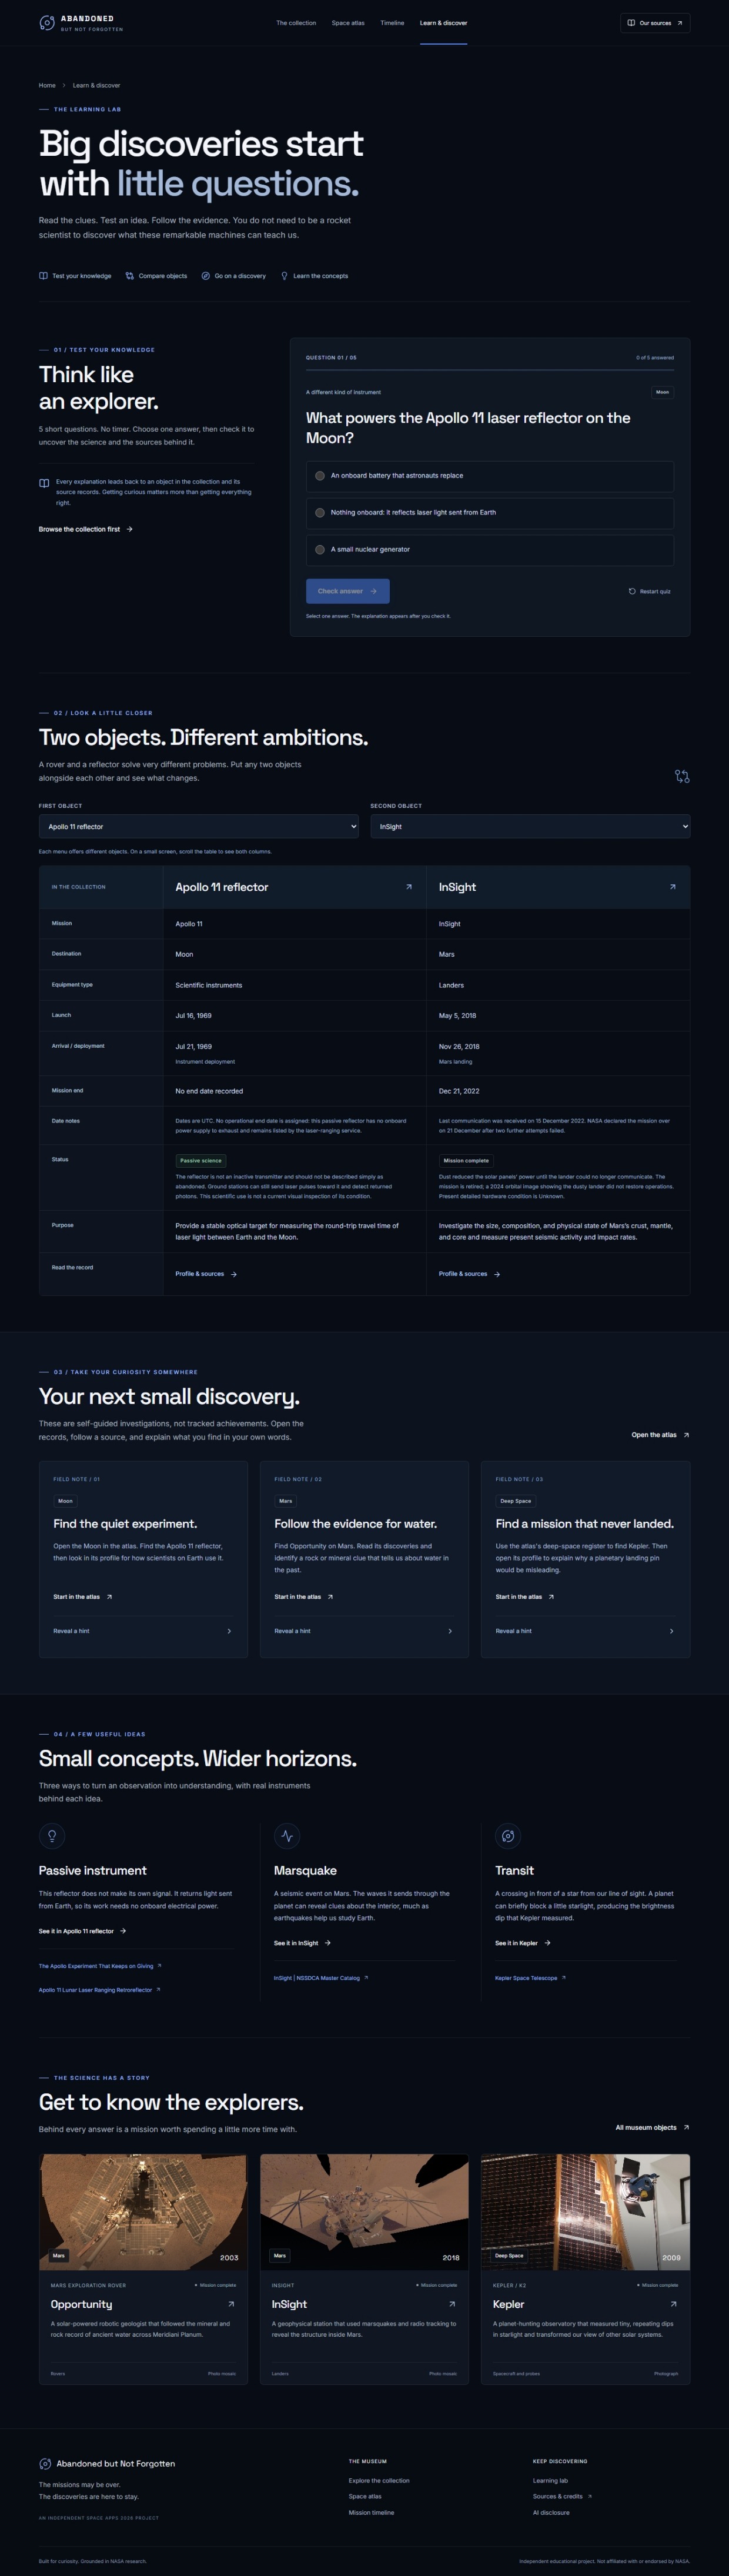 ABANDONED
BUT NOT FORGOTTEN
The collection
Space atlas
Timeline
Learn & discover
Our sources
Home
Learn & discover
THE LEARNING LAB
Big discoveries start
with little questions.
Read the clues. Test an idea. Follow the evidence. You do not need to be a rocket
scientist to discover what these remarkable machines can teach us.
Test your knowledge
Compare objects
Go on a discovery
Learn the concepts
01 / TEST YOUR KNOWLEDGE
Think like
an explorer.
5 short questions. No timer. Choose one answer, then check it to
uncover the science and the sources behind it.
Every explanation leads back to an object in the collection and its
source records. Getting curious matters more than getting everything
right.
Browse the collection first
QUESTION 01 / 05
0 of 5 answered
A different kind of instrument
Moon
What powers the Apollo 11 laser reflector on the
Moon?
An onboard battery that astronauts replace
Nothing onboard: it reflects laser light sent from Earth
A small nuclear generator
Check answer
Restart quiz
Select one answer. The explanation appears after you check it.
02 / LOOK A LITTLE CLOSER
Two objects. Different ambitions.
A rover and a reflector solve very different problems. Put any two objects
alongside each other and see what changes.
FIRST OBJECT
SECOND OBJECT
Apollo 11 reflector
InSight
Each menu offers different objects. On a small screen, scroll the table to see both columns.
IN THE COLLECTION
Apollo 11 reflector
InSight
Mission
Apollo 11
InSight
Destination
Moon
Mars
Equipment type
Scientific instruments
Landers
Launch
Jul 16, 1969
May 5, 2018
Arrival / deployment
Jul 21, 1969
Instrument deployment
Nov 26, 2018
Mars landing
Mission end
No end date recorded
Dec 21, 2022
Date notes
Dates are UTC. No operational end date is assigned: this passive reflector has no onboard
power supply to exhaust and remains listed by the laser-ranging service.
Last communication was received on 15 December 2022. NASA declared the mission over
on 21 December after two further attempts failed.
Status
Passive science
The reflector is not an inactive transmitter and should not be described simply as
abandoned. Ground stations can still send laser pulses toward it and detect returned
photons. This scientific use is not a current visual inspection of its condition.
Mission complete
Dust reduced the solar panels' power until the lander could no longer communicate. The
mission is retired, a 2024 orbital image showing the dusty lander did not restore operations.
Present detailed hardware condition is Unknown.
Purpose
Provide a stable optical target for measuring the round-trip travel time of
laser light between Earth and the Moon.
Investigate the size, composition, and physical state of Mars's crust, mantle,
and core and measure present seismic activity and impact rates.
Read the record
Profile & sources
Profile & sources
03 / TAKE YOUR CURIOSITY SOMEWHERE
Your next small discovery.
These are self-guided investigations, not tracked achievements. Open the
records, follow a source, and explain what you find in your own words.
Open the atlas
FIELD NOTE / 01
Moon
Find the quiet experiment.
Open the Moon in the atlas. Find the Apollo 11 reflector,
then look in its profile for how scientists on Earth use it.
Start in the atlas
Reveal a hint
FIELD NOTE / 02
Mars
Follow the evidence for water.
Find Opportunity on Mars. Read its discoveries and
identify a rock or mineral clue that tells us about water in
the past.
Start in the atlas
Reveal a hint
FIELD NOTE / 03
Deep Space
Find a mission that never landed.
Use the atlas's deep-space register to find Kepler. Then
open its profile to explain why a planetary landing pin
would be misleading.
Start in the atlas
Reveal a hint
04 / A FEW USEFUL IDEAS
Small concepts. Wider horizons.
Three ways to turn an observation into understanding, with real instruments
behind each idea.
Passive instrument
This reflector does not make its own signal. It returns light sent
from Earth, so its work needs no onboard electrical power.
See it in Apollo 11 reflector
The Apollo Experiment That Keeps on Giving
Apollo 11 Lunar Laser Ranging Retroreflector
Marsquake
A seismic event on Mars. The waves it sends through the
planet can reveal clues about the interior, much as
earthquakes help us study Earth.
See it in InSight
InSight | NSSDCA Master Catalog
Transit
A crossing in front of a star from our line of sight. A planet
can briefly block a little starlight, producing the brightness
dip that Kepler measured.
See it in Kepler
Kepler Space Telescope
THE SCIENCE HAS A STORY
Get to know the explorers.
Behind every answer is a mission worth spending a little more time with.
All museum objects
Mars
2003
MARS EXPLORATION ROVER
Mission complete
Opportunity
A solar-powered robotic geologist that followed the mineral and
rock record of ancient water across Meridiani Planum.
Rovers
Photo mosaic
Mars
2018
INSIGHT
Mission complete
InSight
A geophysical station that used marsquakes and radio tracking to
reveal the structure inside Mars.
Landers
Photo mosaic
Deep Space
2009
KEPLER / K2
Mission complete
Kepler
A planet-hunting observatory that measured tiny, repeating dips
in starlight and transformed our view of other solar systems.
Spacecraft and probes
Photograph
Abandoned but Not Forgotten
The missions may be over.
The discoveries are here to stay.
AN INDEPENDENT SPACE APPS 2026 PROJECT
THE MUSEUM
Explore the collection
Space atlas
Mission timeline
KEEP DISCOVERING
Learning lab
Sources & credits
AI disclosure
Built for curiosity. Grounded in NASA research.
Independent educational project. Not affiliated with or endorsed by NASA.